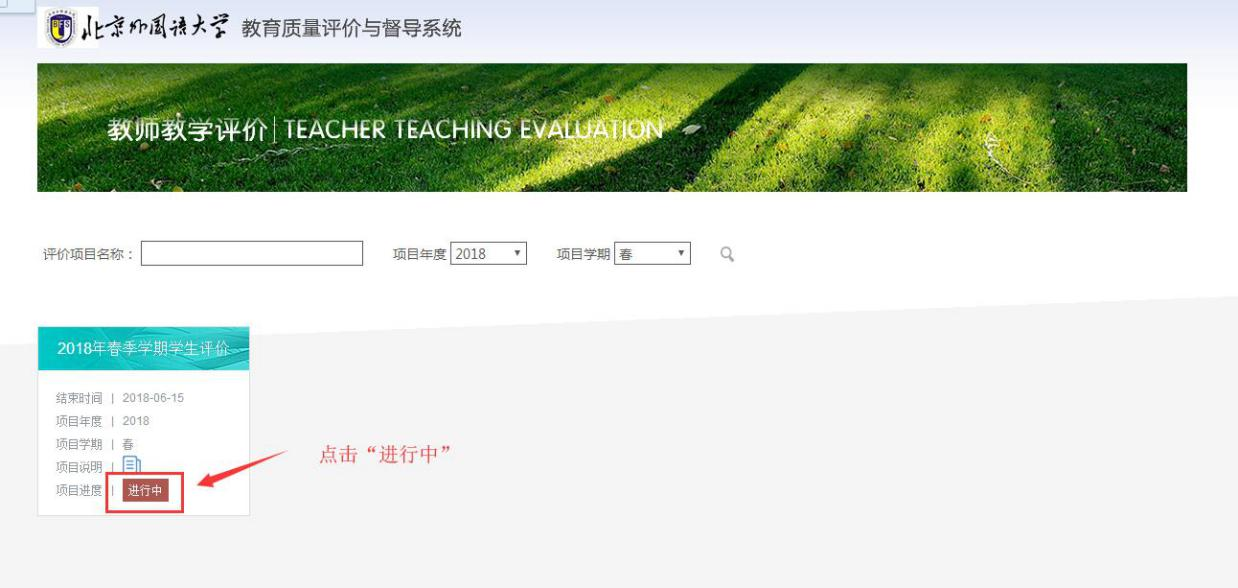 北京外国语大学 教育质量评价与督导系统
教师教学评价 | TEACHER TEACHING EVALUATION
评价项目名称： 项目年度 2018 项目学期 春
2018年春季学期学生评价
结束时间 | 2018-06-15
项目年度 | 2018
项目学期 | 春
项目说明 |
点击“进行中”
项目进度 | 进行中